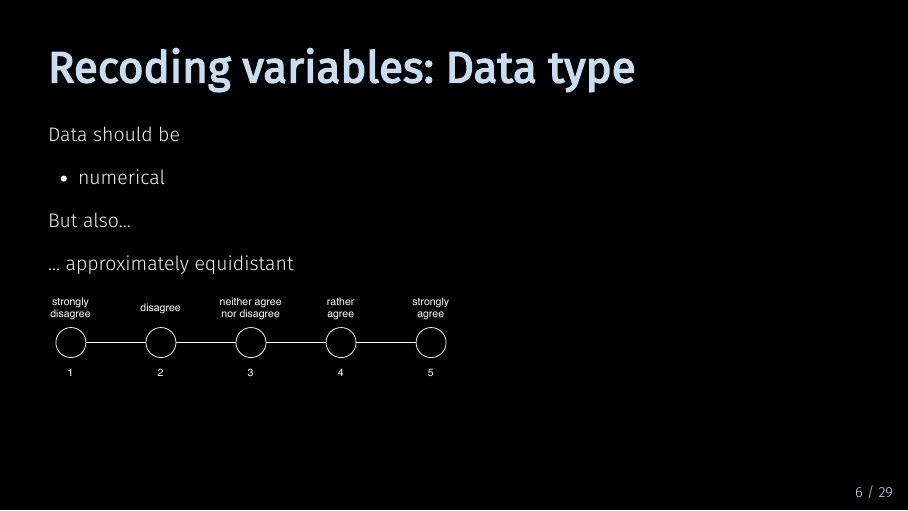 Recoding variables: Data type
Data should be
• numerical
But also...
... approximately equidistant
strongly disagree
disagree
neither agree nor disagree
rather agree
strongly agree
1 2 3 4 5
6 / 29